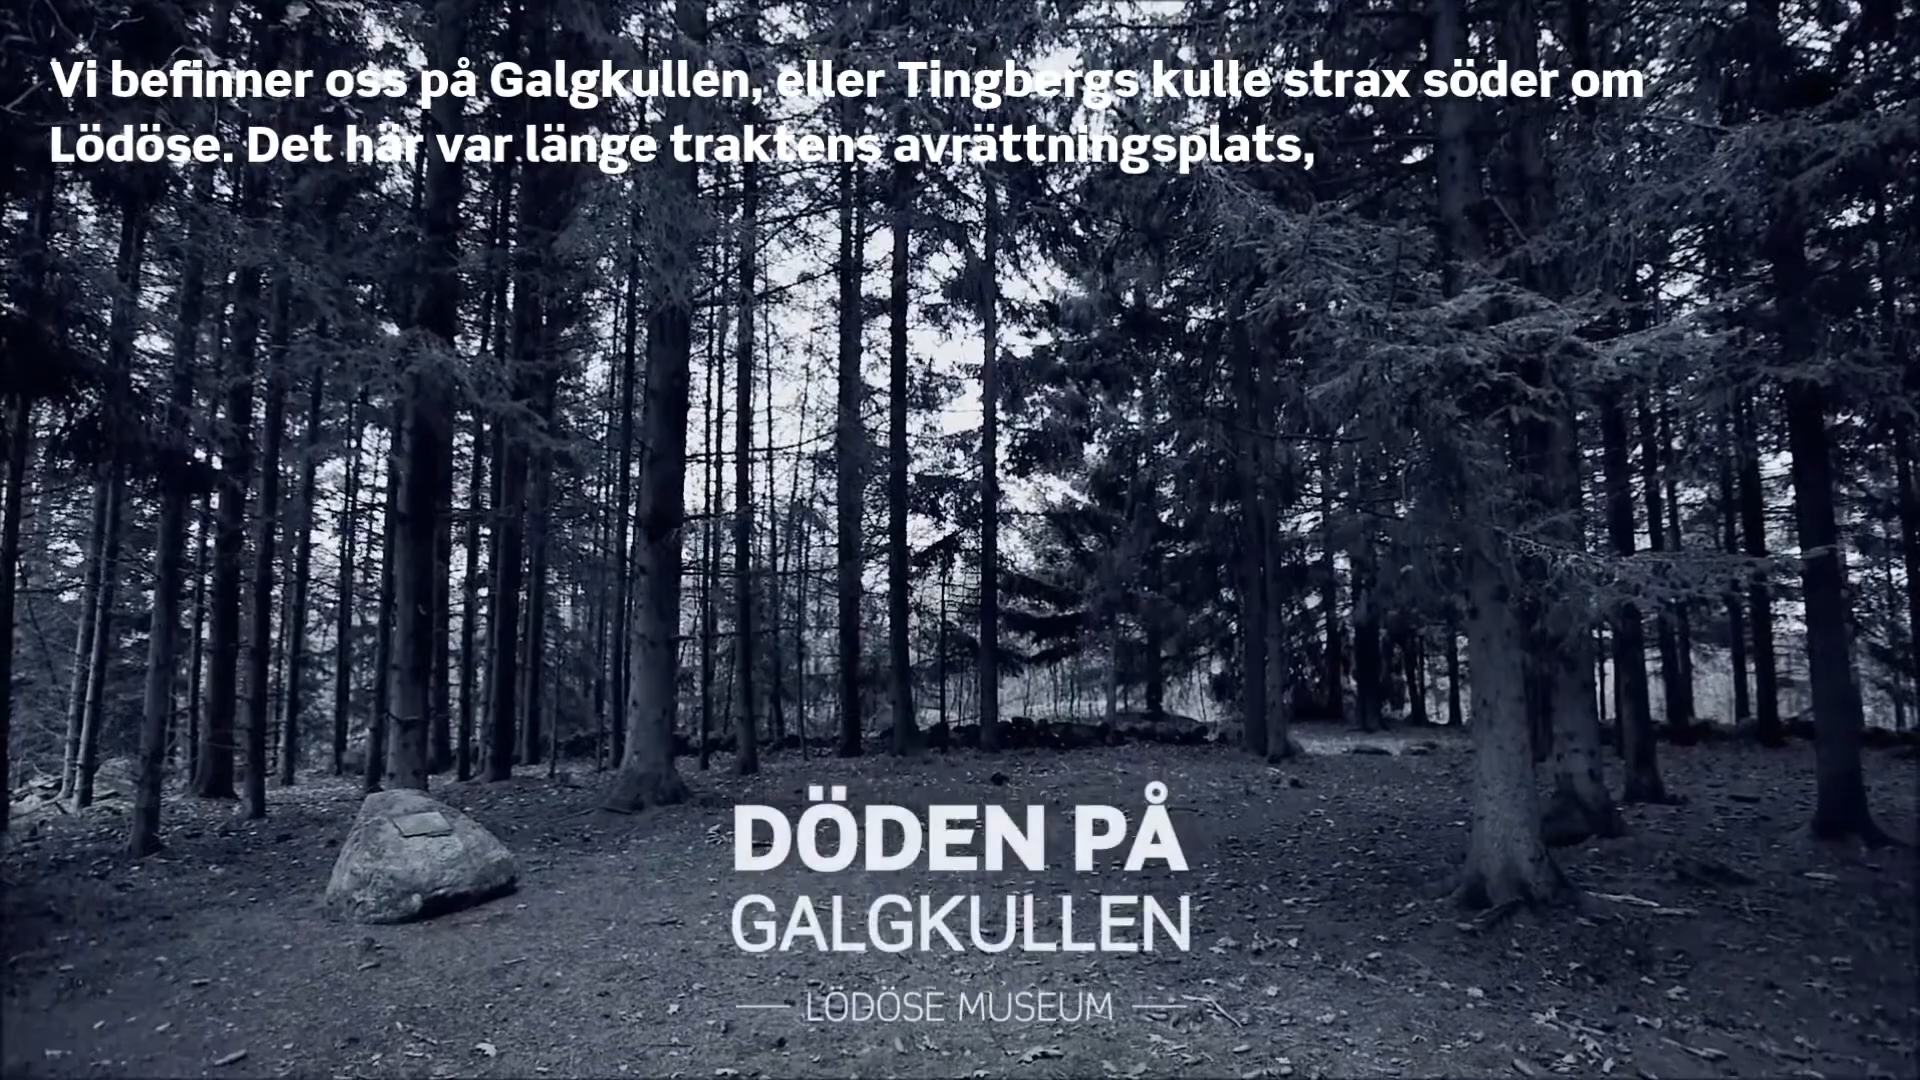 Vi befinner oss på Galgkullen, eller Tingbergs kulle strax söder om
Lödöse. Det här var länge traktens avrättningsplats,
DÖDEN PÅ
GALGKULLEN
LÖDÖSE MUSEUM